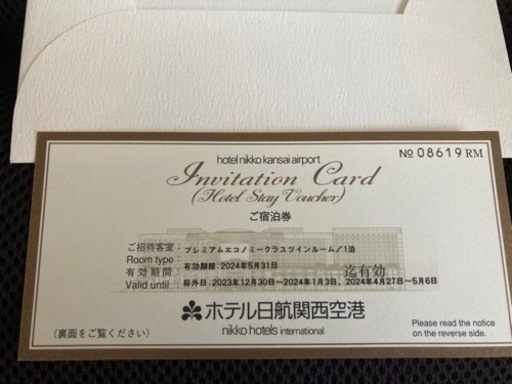 hotel nikko kansai airport
№ 08619 RM
Invitation Card
(Hotel Stay Voucher)
ご宿泊券
ご招待客室 : プレミアムエコノミークラスツインルーム／1泊
Room type
有効期間 : 有効期限：2024年5月31日 迄有効
Valid until 除外日：2023年12月30日～2024年1月3日、2024年4月27日～5月6日
ホテル日航関西空港
nikko hotels international
(裏面をご覧ください)
Please read the notice
on the reverse side.